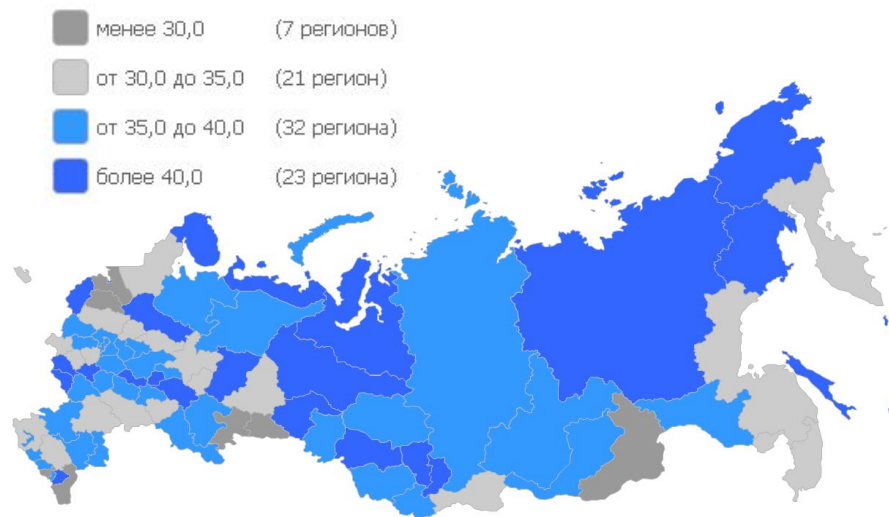 менее 30,0 (7 регионов)
от 30,0 до 35,0 (21 регион)
от 35,0 до 40,0 (32 региона)
более 40,0 (23 региона)